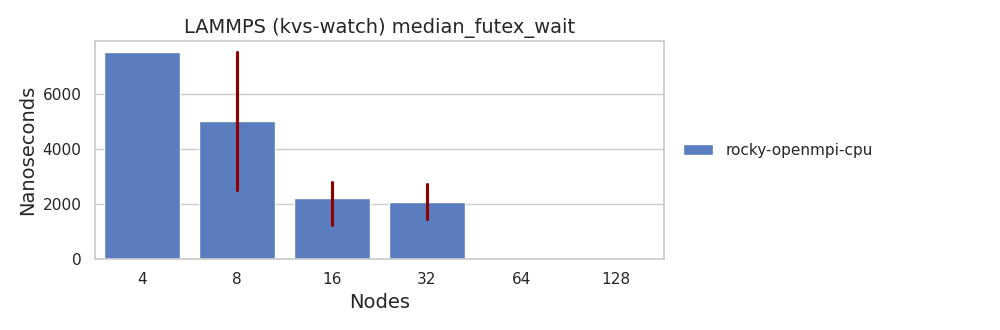 LAMMPS (kvs-watch) median_futex_wait
Nanoseconds
6000
4000
2000
0
4 8 16 32 64 128
Nodes
rocky-openmpi-cpu